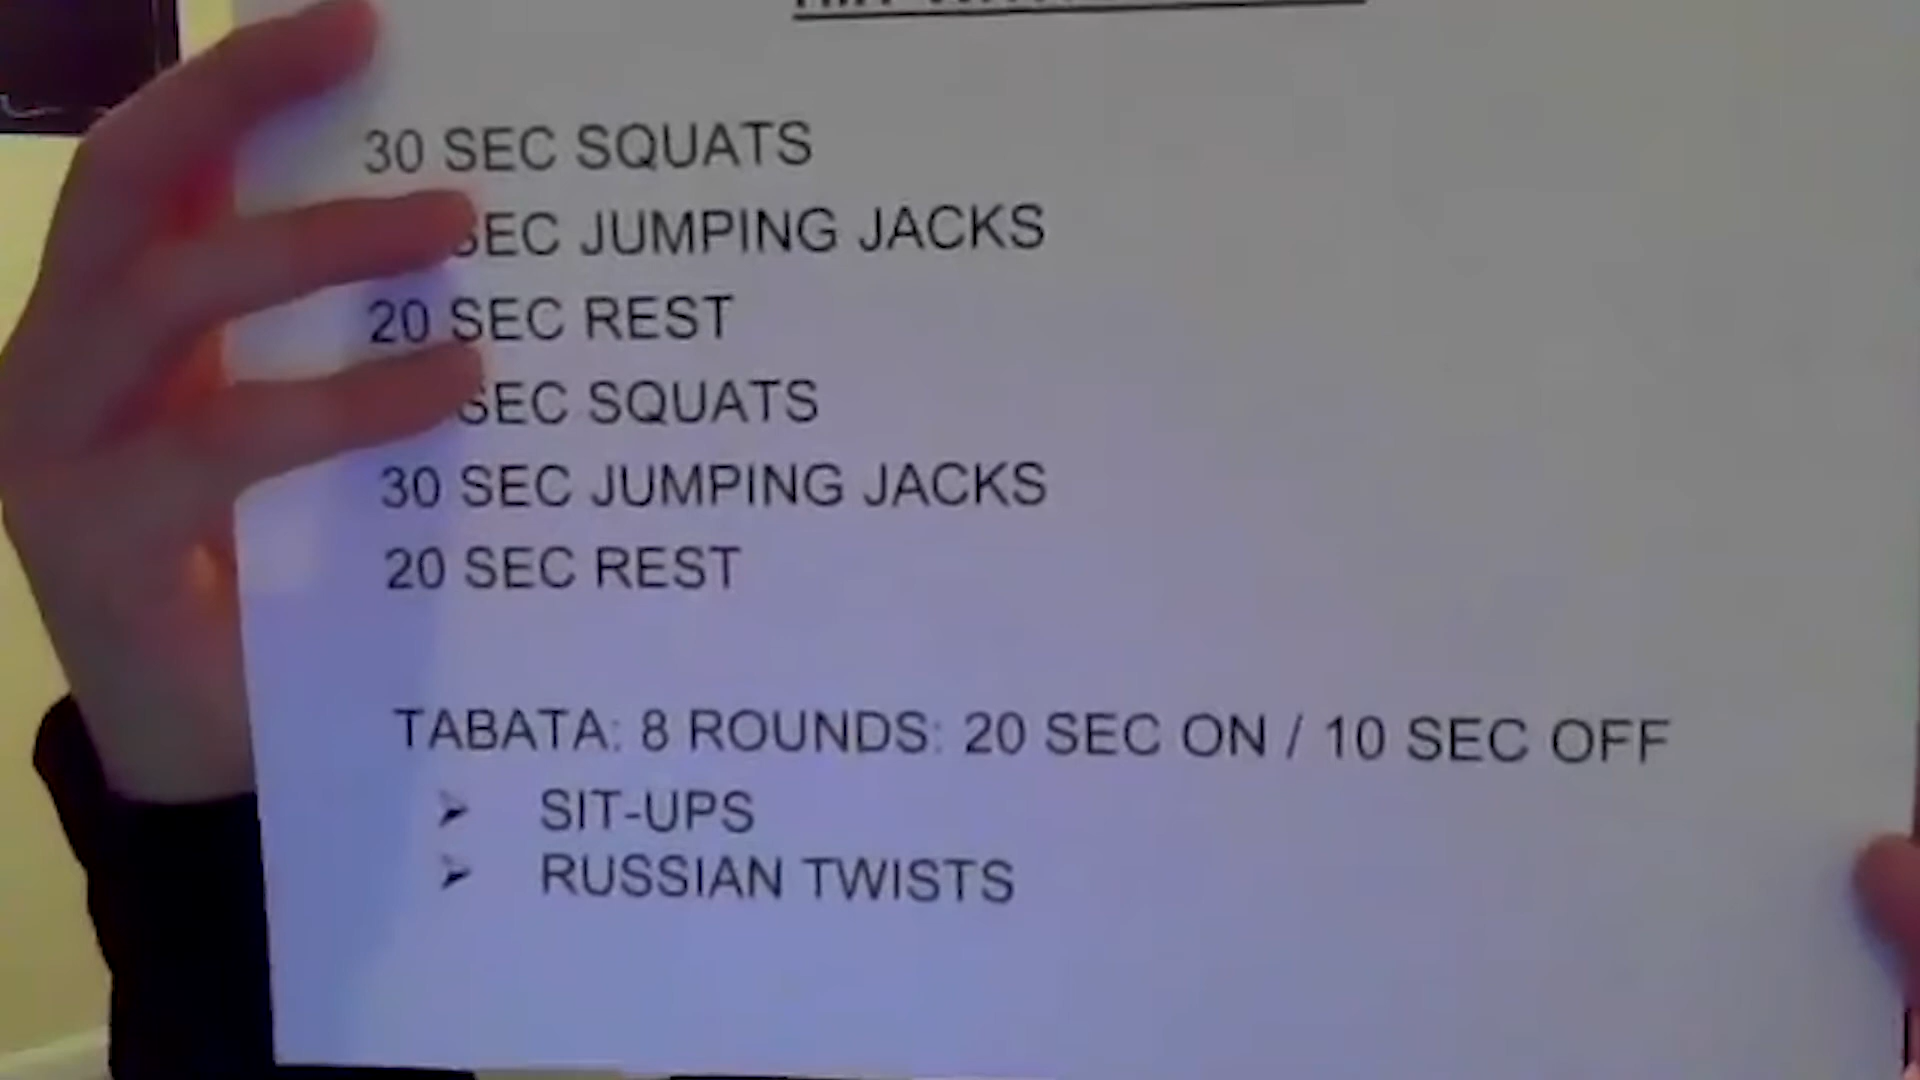 30 SEC SQUATS
SEC JUMPING JACKS
20 SEC REST
SEC SQUATS
30 SEC JUMPING JACKS
20 SEC REST
TABATA: 8 ROUNDS: 20 SEC ON / 10 SEC OFF
➢ SIT-UPS
➢ RUSSIAN TWISTS